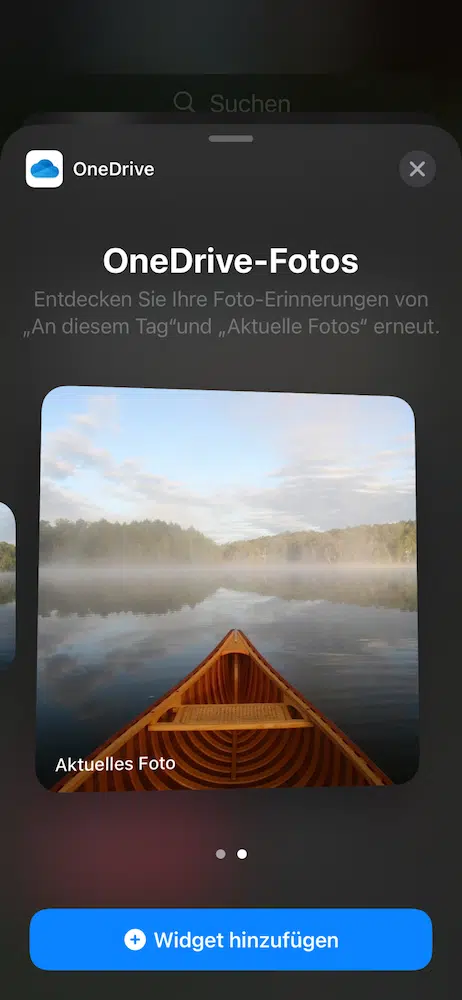 Suchen
OneDrive
OneDrive-Fotos
Entdecken Sie Ihre Foto-Erinnerungen von
„An diesem Tag“und „Aktuelle Fotos“ erneut.
Aktuelles Foto
Widget hinzufügen